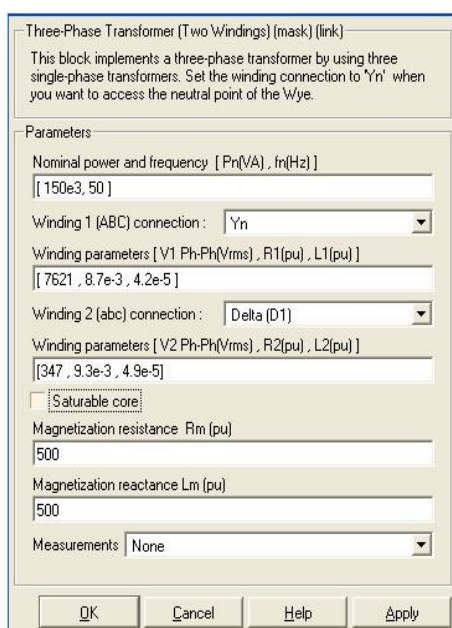 Three-Phase Transformer (Two Windings) (mask) (link)
This block implements a three-phase transformer by using three
single-phase transformers. Set the winding connection to 'Yn' when
you want to access the neutral point of the Wye.
Parameters
Nominal power and frequency [ Pn(VA) , fn(Hz) ]
[ 150e3, 50 ]
Winding 1 (ABC) connection : Yn
Winding parameters [ V1 Ph-Ph(Vrms) , R1(pu) , L1(pu) ]
[ 7621 , 8.7e-3 , 4.2e-5 ]
Winding 2 (abc) connection : Delta (D1)
Winding parameters [ V2 Ph-Ph(Vrms) , R2(pu) , L2(pu) ]
[347 , 9.3e-3 , 4.9e-5]
Saturable core
Magnetization resistance Rm (pu)
500
Magnetization reactance Lm (pu)
500
Measurements None
OK Cancel Help Apply